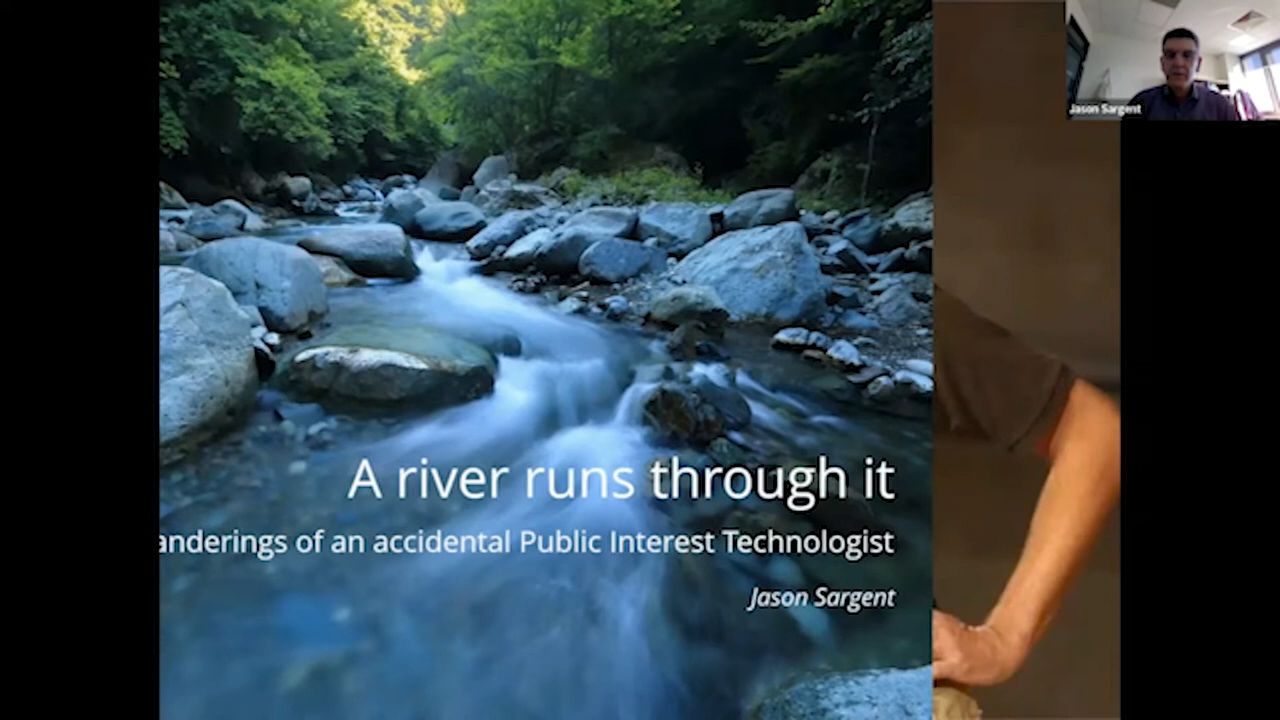 Jason Sargent
A river runs through it
anderings of an accidental Public Interest Technologist
Jason Sargent